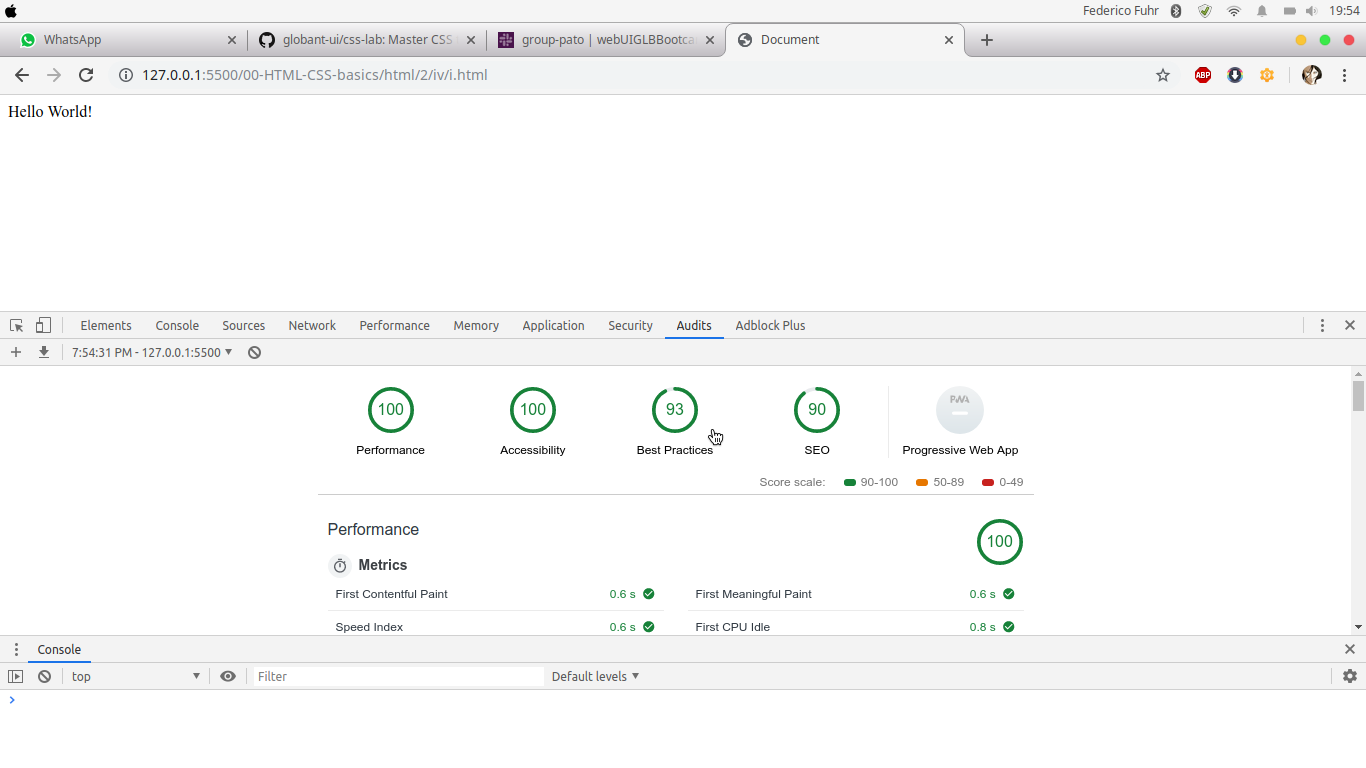 Federico Fuhr 19:54
WhatsApp globant-ui/css-lab: Master CSS group-pato | webUIGLBBootca Document
127.0.0.1:5500/00-HTML-CSS-basics/html/2/iv/i.html ABP
Hello World!
Elements Console Sources Network Performance Memory Application Security Audits Adblock Plus
7:54:31 PM - 127.0.0.1:5500
100 100 93 90 PWA
Performance Accessibility Best Practices SEO Progressive Web App
Score scale: 90-100 50-89 0-49
Performance 100
Metrics
First Contentful Paint 0.6 s First Meaningful Paint 0.6 s
Speed Index 0.6 s First CPU Idle 0.8 s
Console
top Filter Default levels